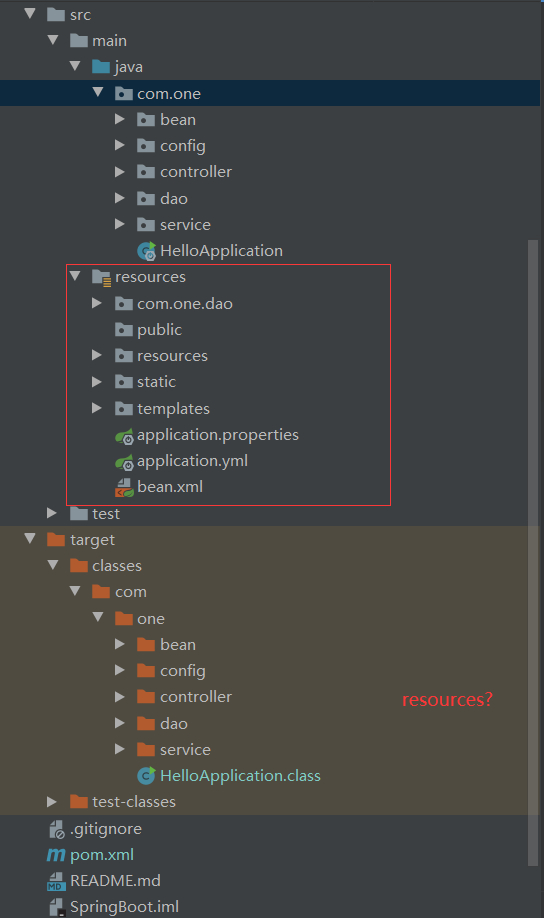 src
main
java
com.one
bean
config
controller
dao
service
HelloApplication
resources
com.one.dao
public
resources
static
templates
application.properties
application.yml
bean.xml
test
target
classes
com
one
bean
config
controller
resources?
dao
service
HelloApplication.class
test-classes
.gitignore
pom.xml
README.md
SpringBoot.iml